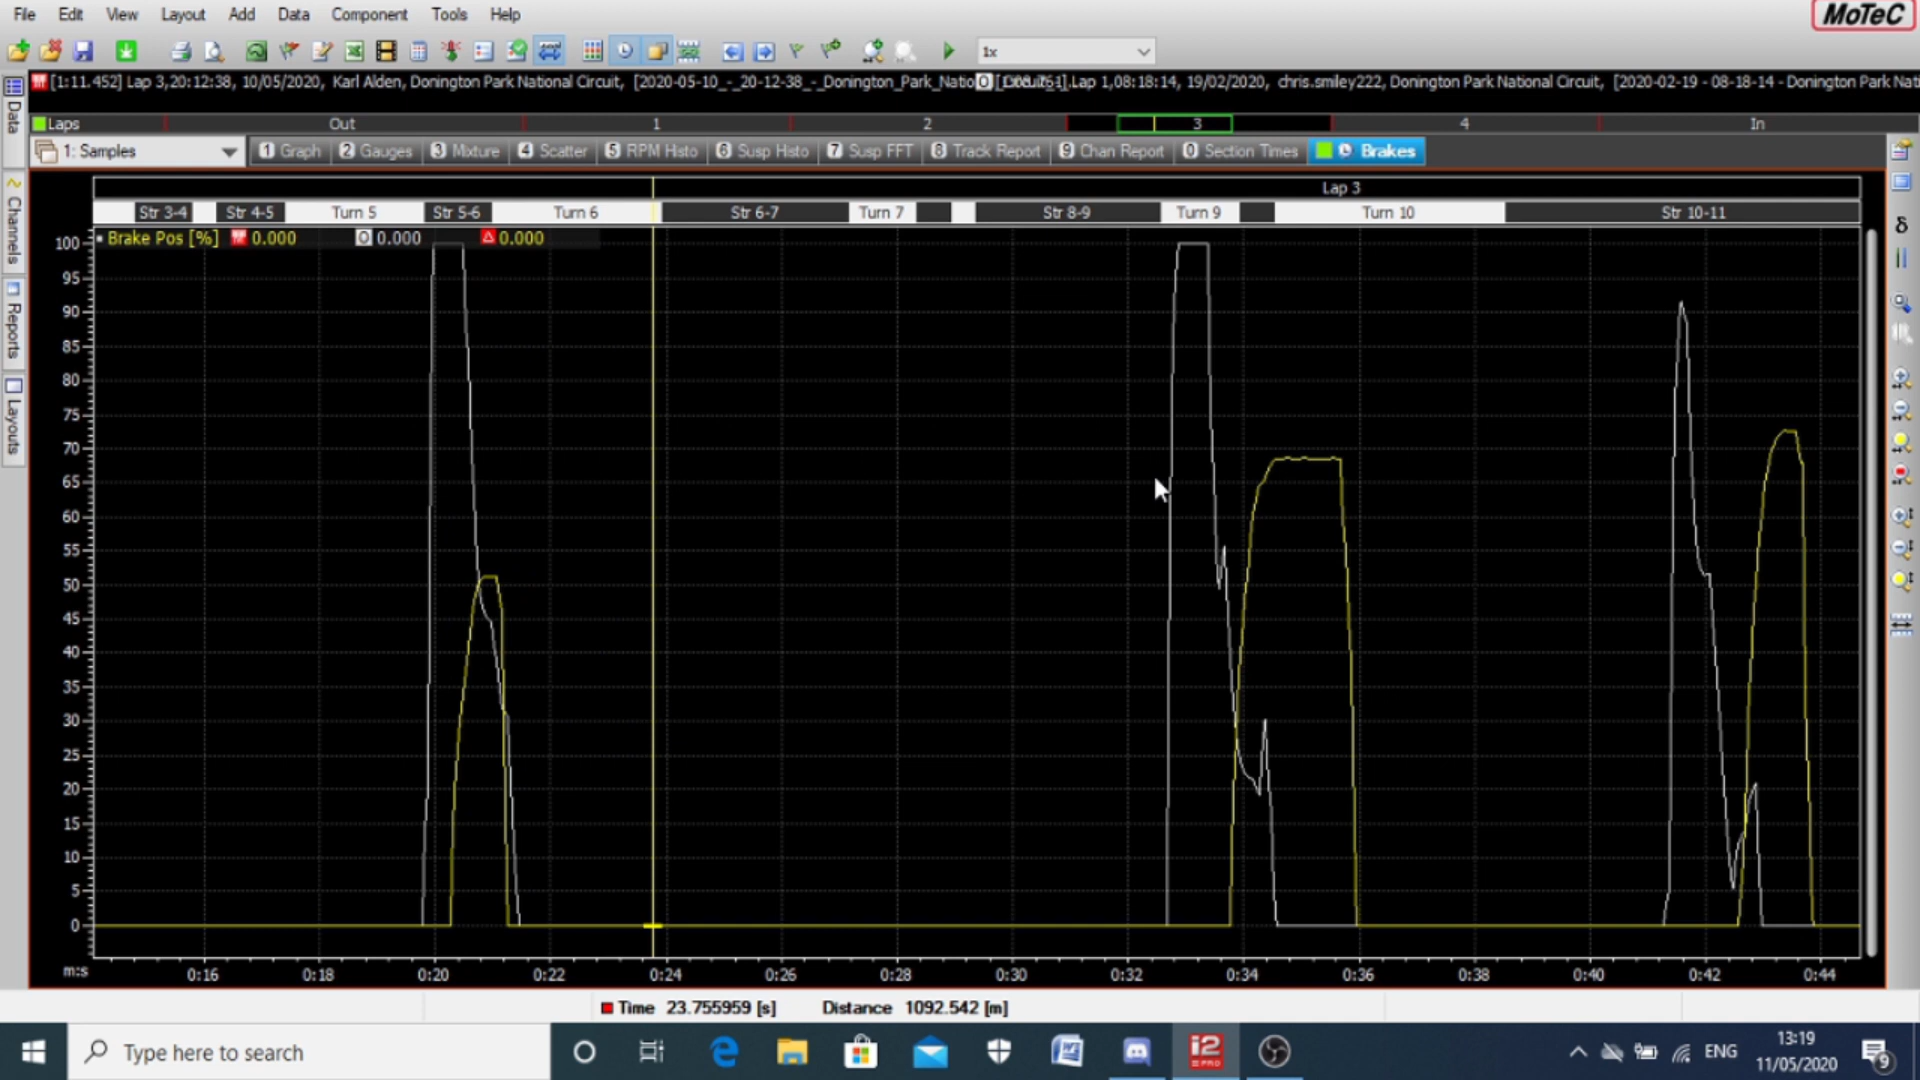 File Edit View Layout Add Data Component Tools Help MoTeC
1x
[1:11.452] Lap 3,20:12:38, 10/05/2020, Karl Alden, Donington Park National Circuit, [2020-05-10_-_20-12-38_-_Donington_Park_Natio
O Lap 1,08:18:14, 19/02/2020, chris.smiley222, Donington Park National Circuit, [2020-02-19 - 08-18-14 - Donington Park Nat
Laps Out 1 2 3 4 In
1: Samples 1 Graph 2 Gauges 3 Mixture 4 Scatter 5 RPM Histo 6 Susp Histo 7 Susp FFT 8 Track Report 9 Chan Report 0 Section Times Brakes
Data
Channels
Reports
Layouts
Lap 3
Str 3-4 Str 4-5 Turn 5 Str 5-6 Turn 6 Str 6-7 Turn 7 Str 8-9 Turn 9 Turn 10 Str 10-11
Brake Pos [%] 0.000 O 0.000 0.000
100
95
90
85
80
75
70
65
60
55
50
45
40
35
30
25
20
15
10
5
0
m:s 0:16 0:18 0:20 0:22 0:24 0:26 0:28 0:30 0:32 0:34 0:36 0:38 0:40 0:42 0:44
Time 23.755959 [s] Distance 1092.542 [m]
Type here to search
i2 PRO
ENG
13:19
11/05/2020
9